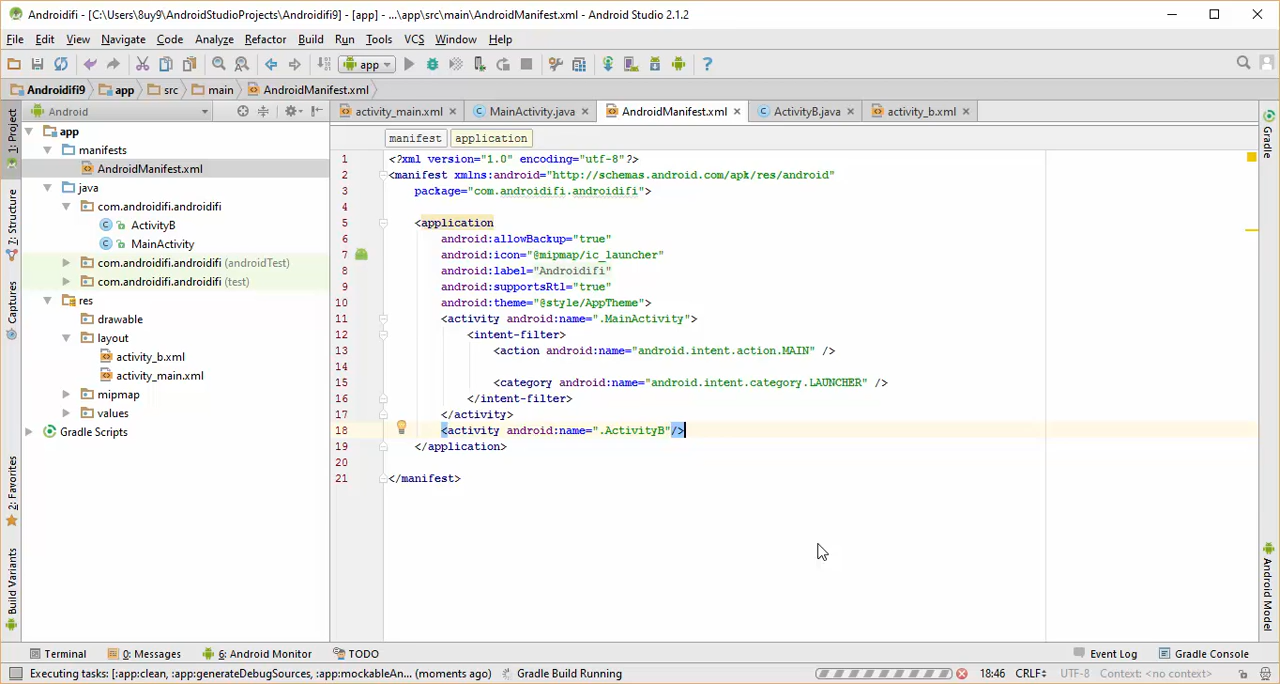 Androidifi - [C:\Users\8uy9\AndroidStudioProjects\Androidifi9] - [app] - ...\app\src\main\AndroidManifest.xml - Android Studio 2.1.2
File Edit View Navigate Code Analyze Refactor Build Run Tools VCS Window Help
app
Androidifi9 app src main AndroidManifest.xml
Android
activity_main.xml MainActivity.java AndroidManifest.xml ActivityB.java activity_b.xml
manifest application
1: Project
7: Structure
Captures
2: Favorites
Build Variants
app
manifests
AndroidManifest.xml
java
com.androidifi.androidifi
ActivityB
MainActivity
com.androidifi.androidifi (androidTest)
com.androidifi.androidifi (test)
res
drawable
layout
activity_b.xml
activity_main.xml
mipmap
values
Gradle Scripts
1 <?xml version="1.0" encoding="utf-8"?>
2 <manifest xmlns:android="http://schemas.android.com/apk/res/android"
3 package="com.androidifi.androidifi">
4
5 <application
6 android:allowBackup="true"
7 android:icon="@mipmap/ic_launcher"
8 android:label="Androidifi"
9 android:supportsRtl="true"
10 android:theme="@style/AppTheme">
11 <activity android:name=".MainActivity">
12 <intent-filter>
13 <action android:name="android.intent.action.MAIN" />
14
15 <category android:name="android.intent.category.LAUNCHER" />
16 </intent-filter>
17 </activity>
18 <activity android:name=".ActivityB"/>
19 </application>
20
21 </manifest>
Gradle
Android Model
Terminal 0: Messages 6: Android Monitor TODO Event Log Gradle Console
Executing tasks: [:app:clean, :app:generateDebugSources, :app:mockableAn... (moments ago) Gradle Build Running 18:46 CRLF UTF-8 Context: <no context>